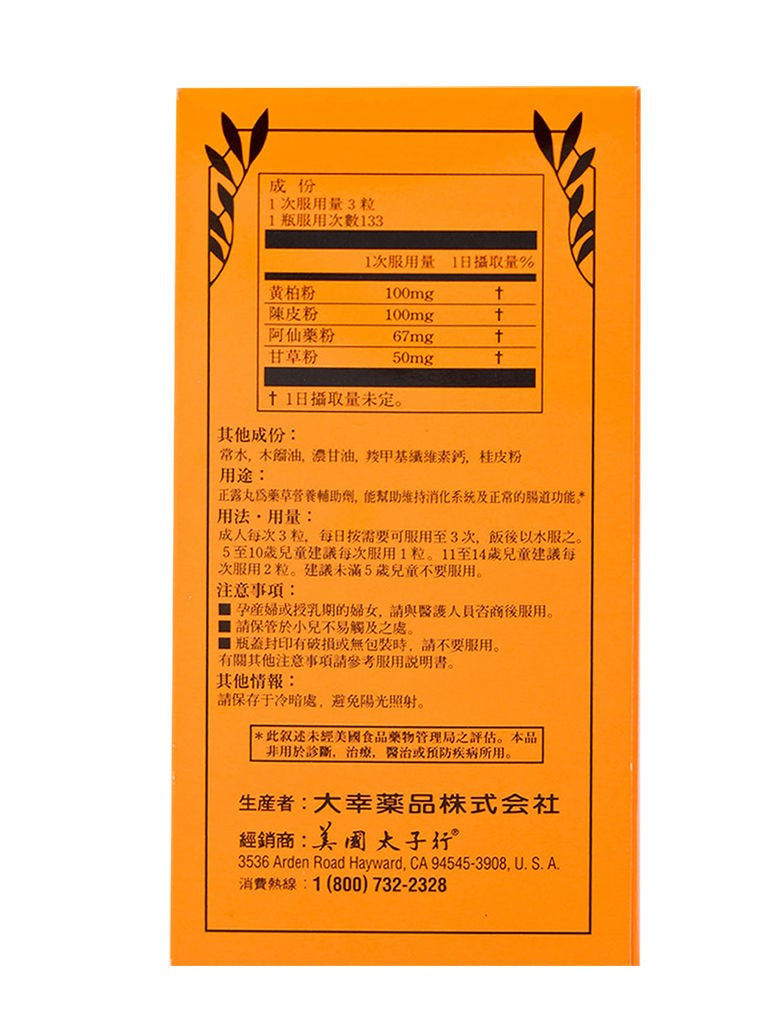 成 份
1 次服用量 3 粒
1 瓶服用次數133
1次服用量 1日攝取量%
黃柏粉 100mg †
陳皮粉 100mg †
阿仙藥粉 67mg †
甘草粉 50mg †
† 1日攝取量未定。
其他成份：
常水, 木餾油, 濃甘油, 羧甲基纖維素鈣, 桂皮粉
用途：
正露丸爲藥草營養輔助劑, 能幫助維持消化系統及正常的腸道功能。*
用法・用量：
成人每次 3 粒, 每日按需要可服用至 3 次, 飯後以水服之。
5 至10歲兒童建議每次服用 1 粒。11至14歲兒童建議每
次服用 2 粒。建議未滿 5 歲兒童不要服用。
注意事項：
■ 孕産婦或授乳期的婦女, 請與醫護人員咨商後服用。
■ 請保管於小兒不易觸及之處。
■ 瓶蓋封印有破損或無包裝時, 請不要服用。
有關其他注意事項請參考服用説明書。
其他情報：
請保存于冷暗處, 避免陽光照射。
*此叙述未經美國食品藥物管理局之評估。本品
非用於診斷, 治療, 醫治或預防疾病所用。
生産者：大幸薬品株式会社
經銷商：美國太子行®
3536 Arden Road Hayward, CA 94545-3908, U. S. A.
消費熱線：1 (800) 732-2328